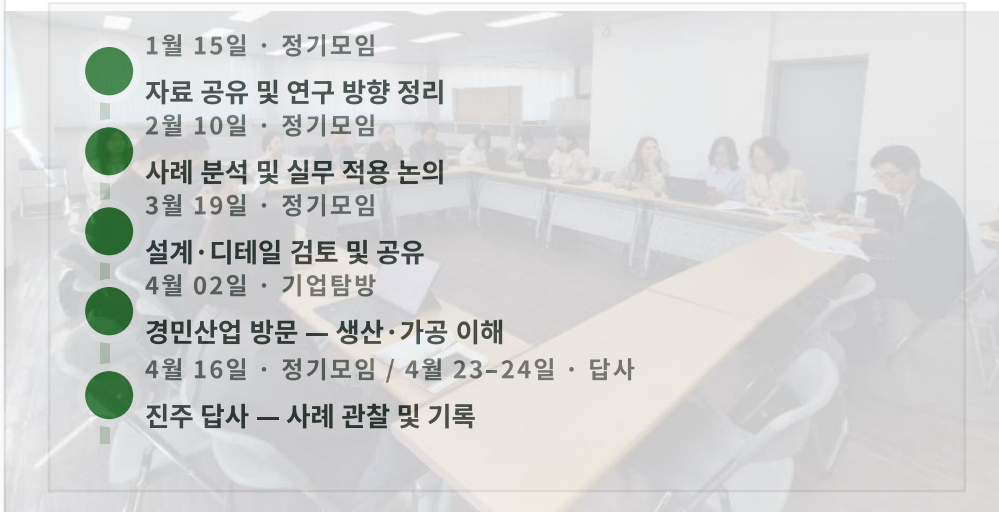 1월 15일 · 정기모임
자료 공유 및 연구 방향 정리
2월 10일 · 정기모임
사례 분석 및 실무 적용 논의
3월 19일 · 정기모임
설계·디테일 검토 및 공유
4월 02일 · 기업탐방
경민산업 방문 — 생산·가공 이해
4월 16일 · 정기모임 / 4월 23–24일 · 답사
진주 답사 — 사례 관찰 및 기록